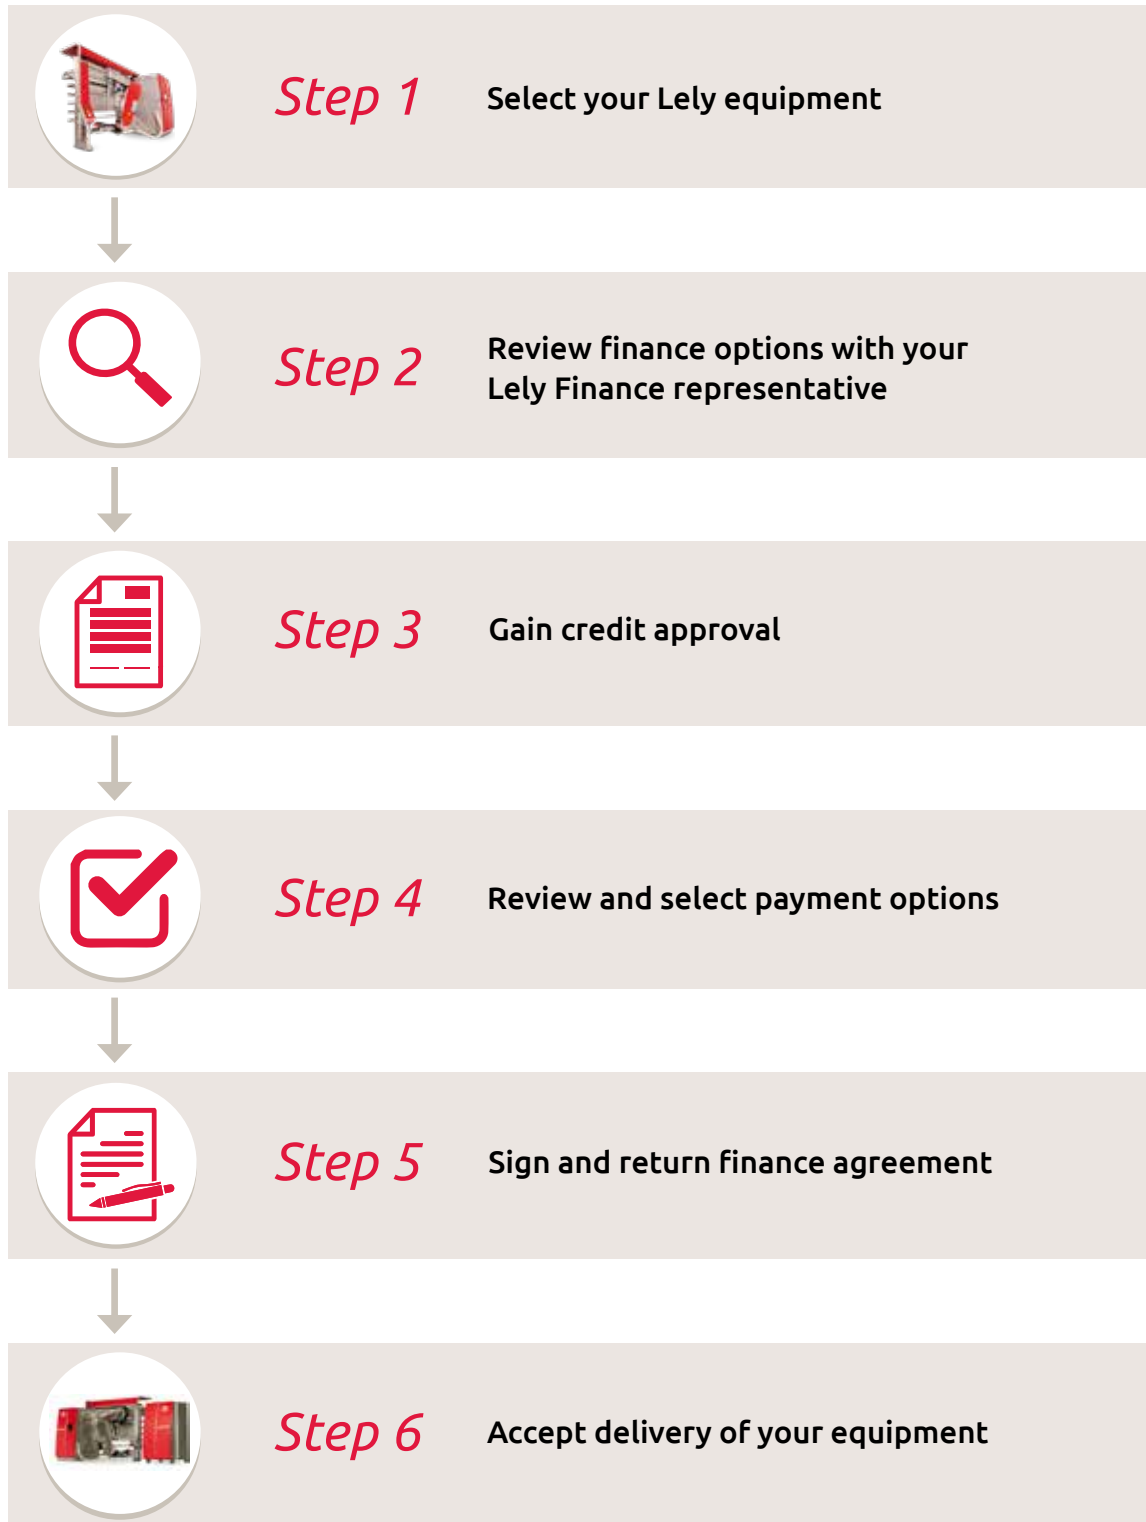 Step 1
Select your Lely equipment
Step 2
Review finance options with your
Lely Finance representative
Step 3
Gain credit approval
Step 4
Review and select payment options
Step 5
Sign and return finance agreement
Step 6
Accept delivery of your equipment